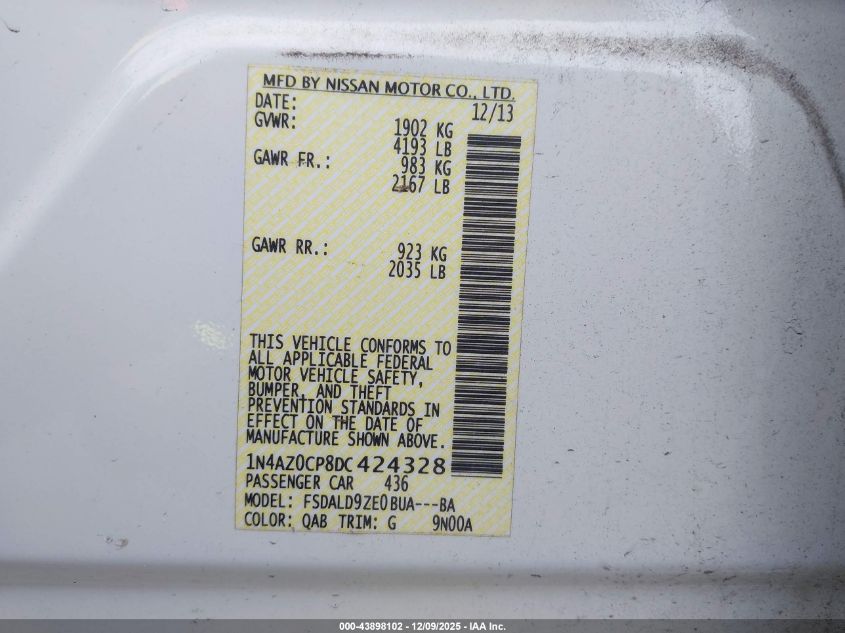 MFD BY NISSAN MOTOR CO., LTD.
DATE: 12/13
GVWR: 1902 KG
4193 LB
GAWR FR.: 983 KG
2167 LB
GAWR RR.: 923 KG
2035 LB
THIS VEHICLE CONFORMS TO
ALL APPLICABLE FEDERAL
MOTOR VEHICLE SAFETY,
BUMPER, AND THEFT
PREVENTION STANDARDS IN
EFFECT ON THE DATE OF
MANUFACTURE SHOWN ABOVE.
1N4AZ0CP8DC424328
PASSENGER CAR 436
MODEL: FSDALD9ZE0BUA---BA
COLOR: QAB TRIM: G 9N00A
000-43898102 - 12/09/2025 - IAA Inc.